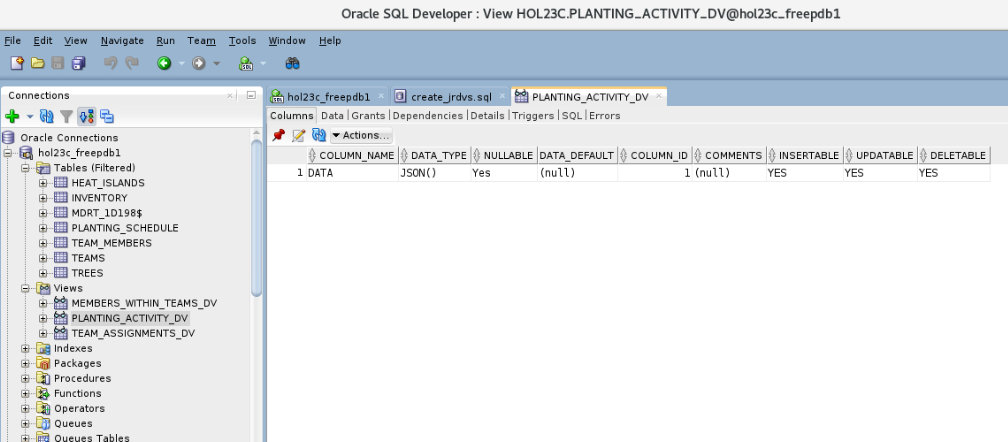 Oracle SQL Developer : View HOL23C.PLANTING_ACTIVITY_DV@hol23c_freepdb1
File Edit View Navigate Run Team Tools Window Help
Connections
hol23c_freepdb1 create_jrdvs.sql PLANTING_ACTIVITY_DV
Columns Data Grants Dependencies Details Triggers SQL Errors
Actions...
COLUMN_NAME DATA_TYPE NULLABLE DATA_DEFAULT COLUMN_ID COMMENTS INSERTABLE UPDATABLE DELETABLE
1 DATA JSON() Yes (null) 1 (null) YES YES YES
Oracle Connections
hol23c_freepdb1
Tables (Filtered)
HEAT_ISLANDS
INVENTORY
MDRT_1D198$
PLANTING_SCHEDULE
TEAM_MEMBERS
TEAMS
TREES
Views
MEMBERS_WITHIN_TEAMS_DV
PLANTING_ACTIVITY_DV
TEAM_ASSIGNMENTS_DV
Indexes
Packages
Procedures
Functions
Operators
Queues
Queues Tables